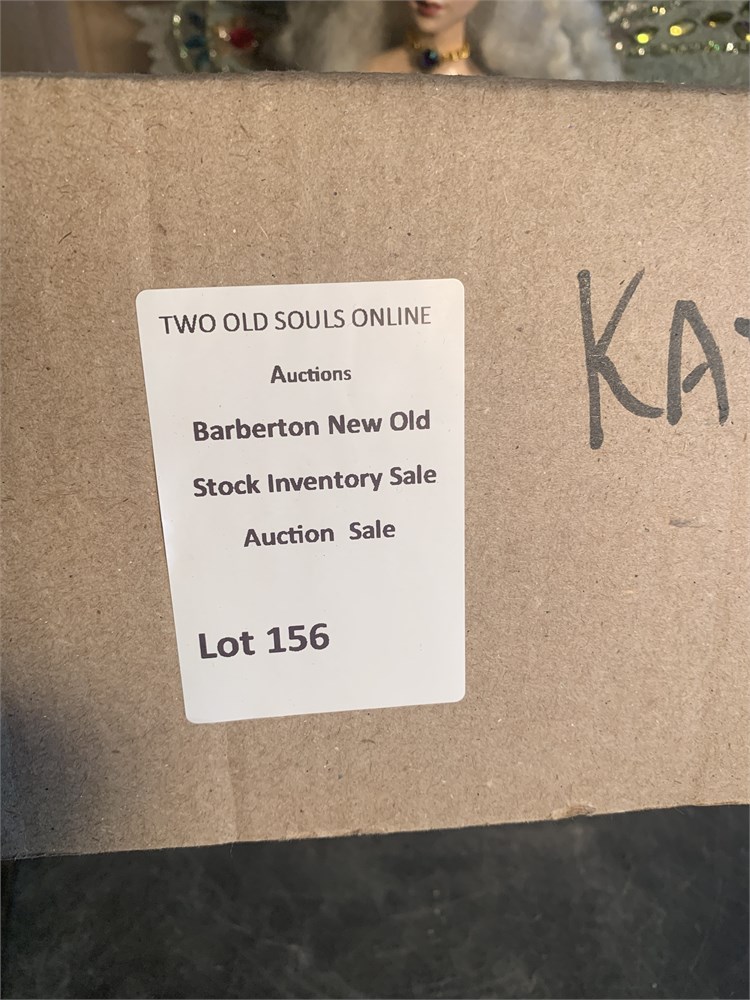 TWO OLD SOULS ONLINE
Auctions
Barberton New Old
Stock Inventory Sale
Auction Sale
Lot 156